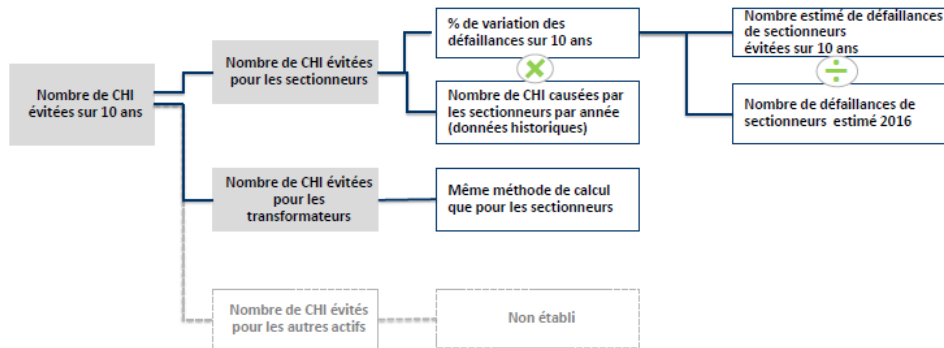 Nombre de CHI
évitées sur 10 ans
Nombre de CHI évitées
pour les sectionneurs
% de variation des
défaillances sur 10 ans
×
Nombre de CHI causées par
les sectionneurs par année
(données historiques)
Nombre estimé de défaillances
de sectionneurs
évitées sur 10 ans
÷
Nombre de défaillances de
sectionneurs estimé 2016
Nombre de CHI évitées
pour les
transformateurs
Même méthode de calcul
que pour les sectionneurs
Nombre de CHI évités
pour les autres actifs
Non établi